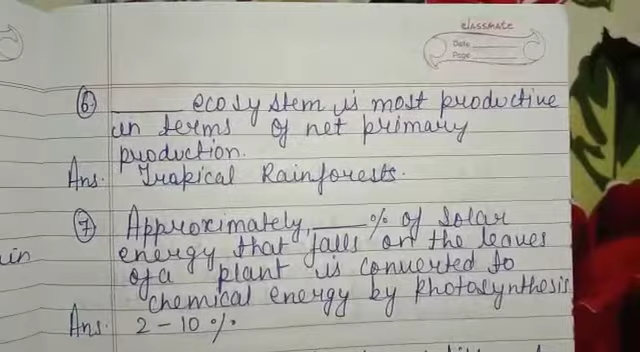 classmate
Date
Page
6) ______ ecosystem is most productive
in terms of net primary
production.
Ans. Tropical Rainforests.
7) Approximately, ____% of solar
energy that falls on the leaves
of a plant is converted to
chemical energy by photosynthesis
Ans. 2-10%